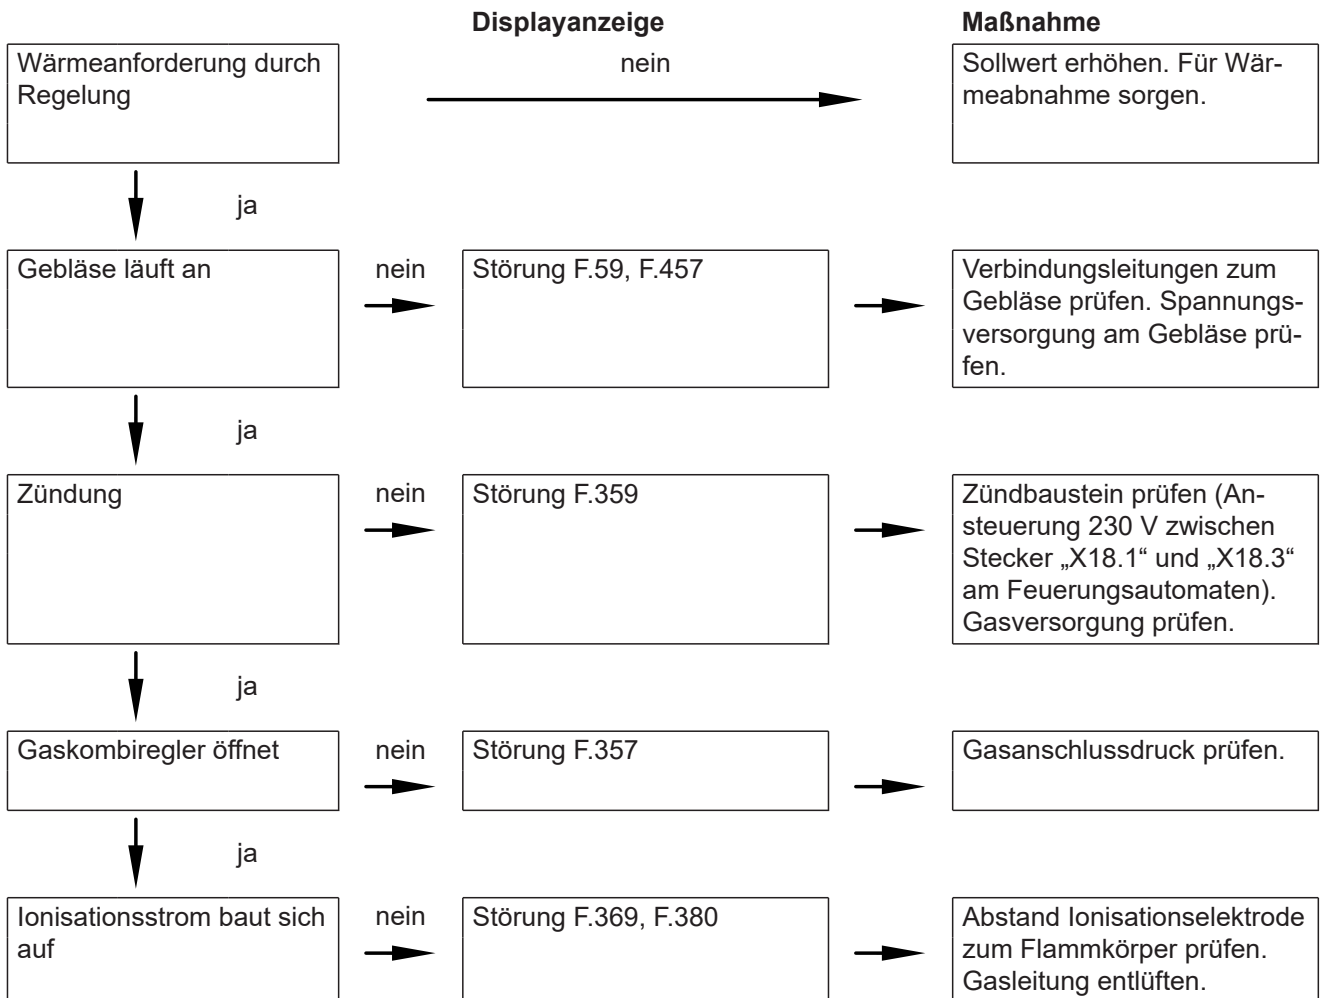 Displayanzeige
Maßnahme
Wärmeanforderung durch
Regelung
nein
Sollwert erhöhen. Für Wär-
meabnahme sorgen.
ja
Gebläse läuft an
nein
Störung F.59, F.457
Verbindungsleitungen zum
Gebläse prüfen. Spannungs-
versorgung am Gebläse prü-
fen.
ja
Zündung
nein
Störung F.359
Zündbaustein prüfen (An-
steuerung 230 V zwischen
Stecker „X18.1“ und „X18.3“
am Feuerungsautomaten).
Gasversorgung prüfen.
ja
Gaskombiregler öffnet
nein
Störung F.357
Gasanschlussdruck prüfen.
ja
Ionisationsstrom baut sich
auf
nein
Störung F.369, F.380
Abstand Ionisationselektrode
zum Flammkörper prüfen.
Gasleitung entlüften.